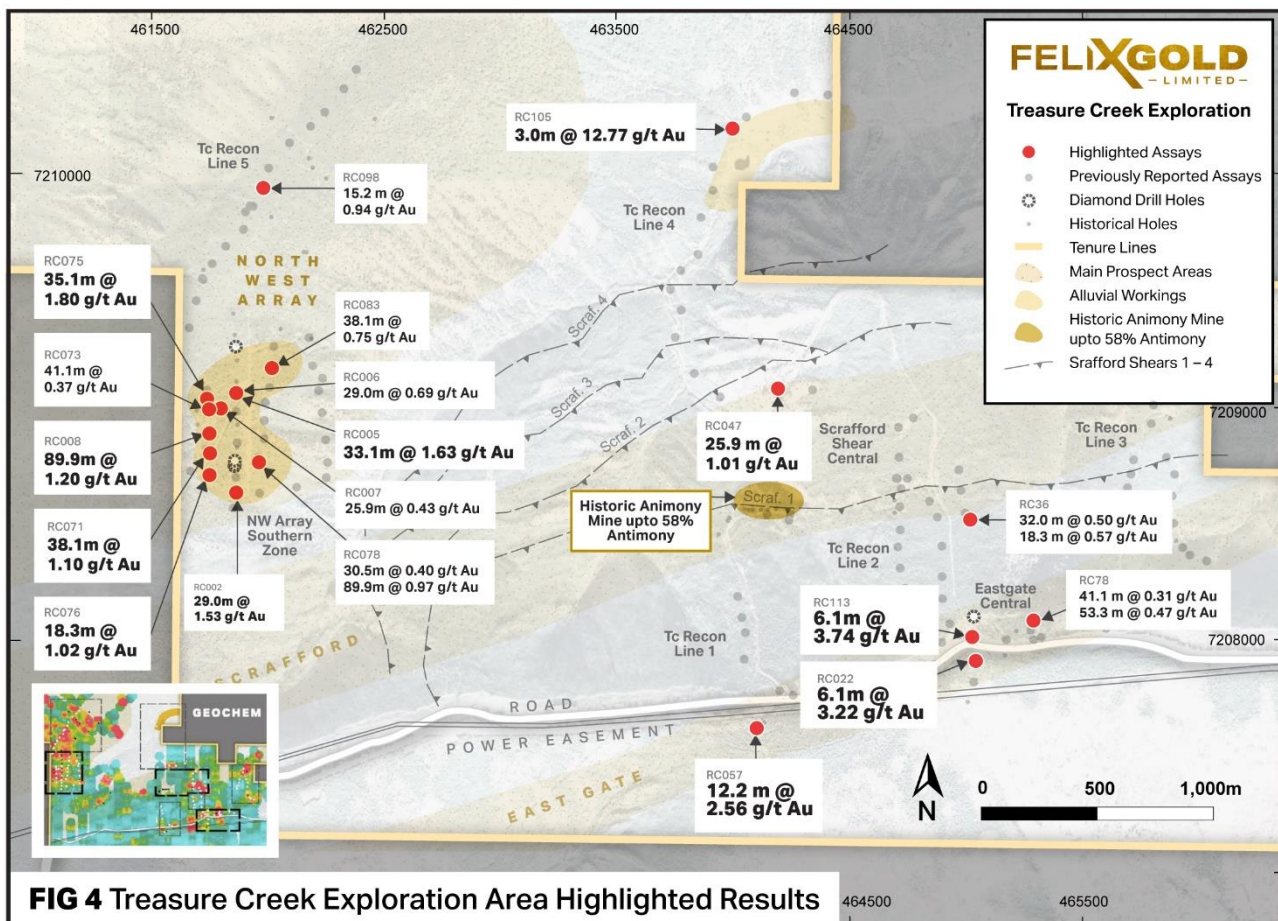 461500
462500
463500
464500
FELIXGOLD
LIMITED
Treasure Creek Exploration
Highlighted Assays
Previously Reported Assays
Diamond Drill Holes
Historical Holes
Tenure Lines
Main Prospect Areas
Alluvial Workings
Historic Animony Mine
upto 58% Antimony
Srafford Shears 1 – 4
RC105
3.0m @ 12.77 g/t Au
Tc Recon
Line 5
7210000
RC098
15.2 m @
0.94 g/t Au
Tc Recon
Line 4
NORTH
WEST
ARRAY
RC075
35.1m @
1.80 g/t Au
RC083
38.1m @
0.75 g/t Au
Scraf. 4
RC073
41.1m @
0.37 g/t Au
RC006
29.0m @ 0.69 g/t Au
Scraf. 3
Scraf. 2
7209000
RC008
89.9m @
1.20 g/t Au
RC005
33.1m @ 1.63 g/t Au
RC047
25.9 m @
1.01 g/t Au
Scrafford
Shear
Central
Tc Recon
Line 3
RC071
38.1m @
1.10 g/t Au
RC007
25.9m @ 0.43 g/t Au
Historic Animony
Mine upto 58%
Antimony
Scraf. 1
NW Array
Southern
Zone
RC36
32.0 m @ 0.50 g/t Au
18.3 m @ 0.57 g/t Au
RC078
30.5m @ 0.40 g/t Au
89.9m @ 0.97 g/t Au
Tc Recon
Line 2
RC076
18.3m @
1.02 g/t Au
RC002
29.0m @
1.53 g/t Au
Eastgate
Central
RC78
41.1 m @ 0.31 g/t Au
53.3 m @ 0.47 g/t Au
RC113
6.1m @
3.74 g/t Au
7208000
Tc Recon
Line 1
SCRAFFORD
RC022
6.1m @
3.22 g/t Au
GEOCHEM
ROAD
POWER EASEMENT
RC057
12.2 m @
2.56 g/t Au
EAST GATE
N
0
500
1,000m
FIG 4 Treasure Creek Exploration Area Highlighted Results
464500
465500